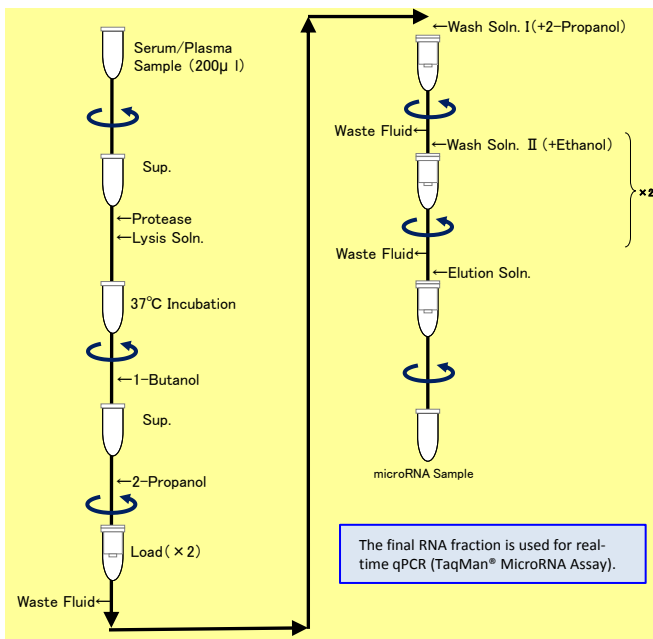 Serum/Plasma
Sample (200μl)
Sup.
←Protease
←Lysis Soln.
37℃ Incubation
←1-Butanol
Sup.
←2-Propanol
Load(×2)
Waste Fluid←
←Wash Soln. I(+2-Propanol)
Waste Fluid←
←Wash Soln. Ⅱ(+Ethanol)
×2
Waste Fluid←
←Elution Soln.
microRNA Sample
The final RNA fraction is used for real-
time qPCR (TaqMan® MicroRNA Assay).